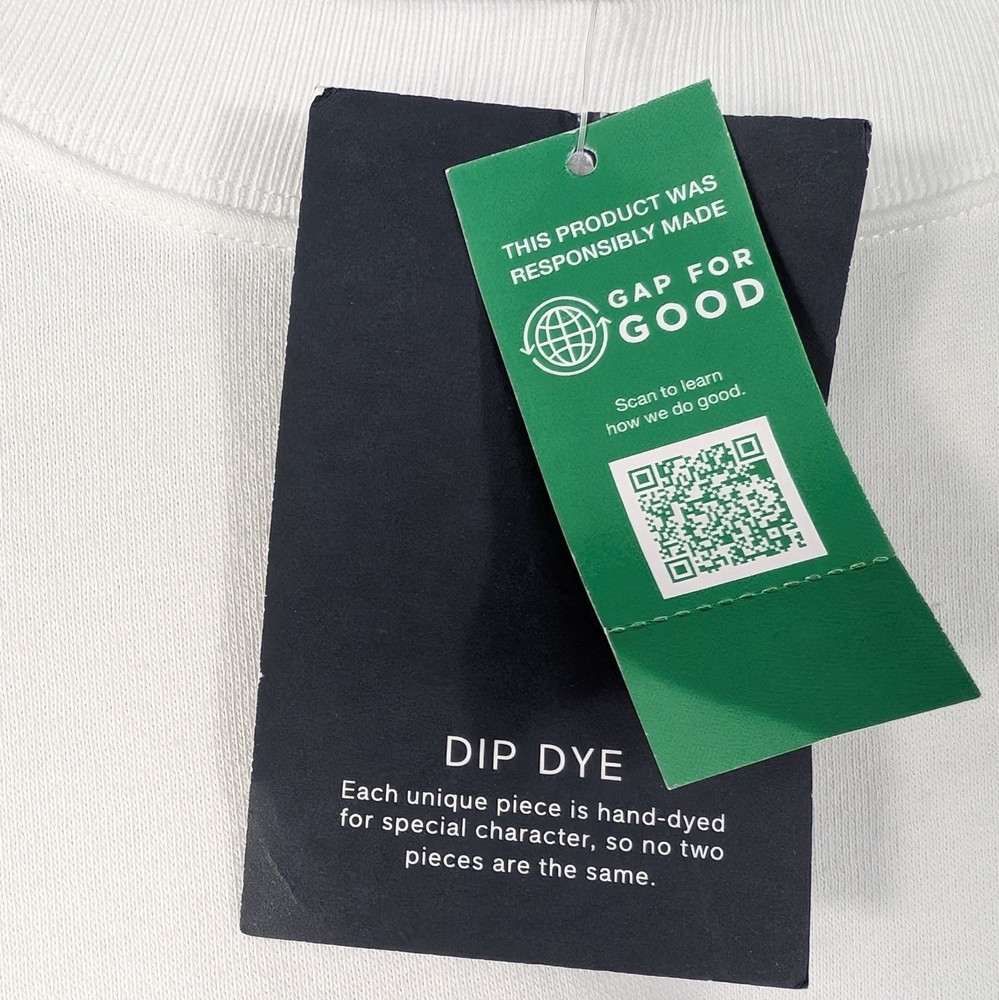 THIS PRODUCT WAS
RESPONSIBLY MADE
GAP FOR
GOOD
Scan to learn
how we do good.
DIP DYE
Each unique piece is hand-dyed
for special character, so no two
pieces are the same.